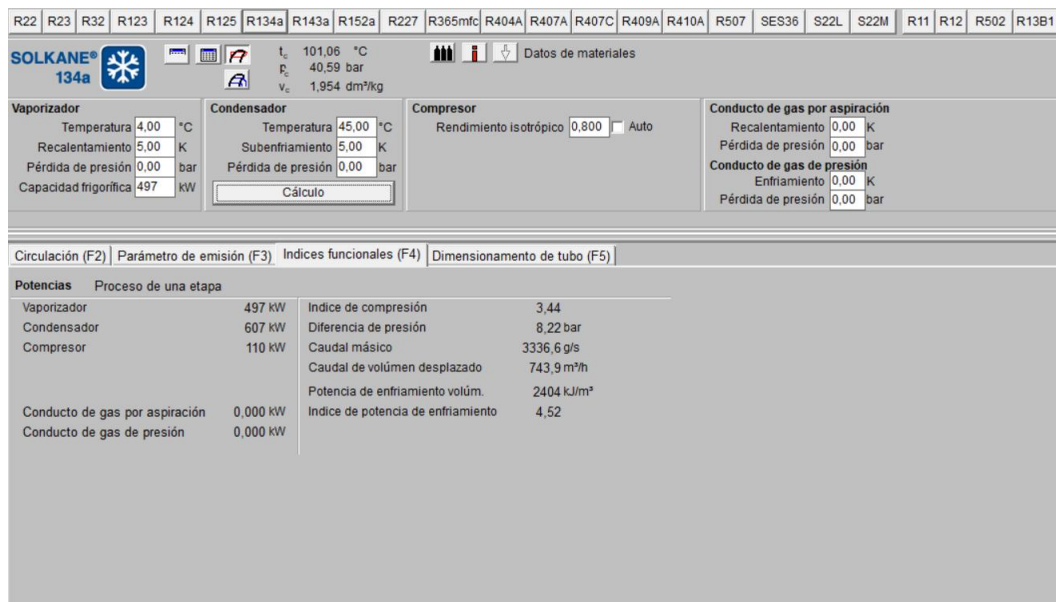 R22 R23 R32 R123 R124 R125 R134a R143a R152a R227 R365mfc R404A R407A R407C R409A R410A R507 SES36 S22L S22M R11 R12 R502 R13B1
SOLKANE®
134a
tc 101,06 °C
pc 40,59 bar
vc 1,954 dm³/kg
Datos de materiales
Vaporizador
Temperatura 4,00 °C
Recalentamiento 5,00 K
Pérdida de presión 0,00 bar
Capacidad frigorífica 497 kW
Condensador
Temperatura 45,00 °C
Subenfriamiento 5,00 K
Pérdida de presión 0,00 bar
Cálculo
Compresor
Rendimiento isotrópico 0,800 Auto
Conducto de gas por aspiración
Recalentamiento 0,00 K
Pérdida de presión 0,00 bar
Conducto de gas de presión
Enfriamiento 0,00 K
Pérdida de presión 0,00 bar
Circulación (F2) Parámetro de emisión (F3) Indices funcionales (F4) Dimensionamento de tubo (F5)
Potencias Proceso de una etapa
Vaporizador 497 kW
Condensador 607 kW
Compresor 110 kW
Conducto de gas por aspiración 0,000 kW
Conducto de gas de presión 0,000 kW
Indice de compresión 3,44
Diferencia de presión 8,22 bar
Caudal másico 3336,6 g/s
Caudal de volúmen desplazado 743,9 m³/h
Potencia de enfriamiento volúm. 2404 kJ/m³
Indice de potencia de enfriamiento 4,52